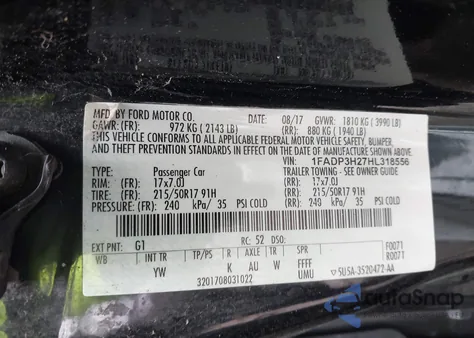 MFD. BY FORD MOTOR CO.
DATE: 08/17 GVWR: 1810 KG ( 3990 LB)
GAWR: (FR): 972 KG ( 2143 LB) (RR): 880 KG ( 1940 LB)
THIS VEHICLE CONFORMS TO ALL APPLICABLE FEDERAL MOTOR VEHICLE SAFETY, BUMPER,
AND THEFT PREVENTION STANDARDS IN EFFECT ON THE DATE OF MANUFACTURE SHOWN ABOVE.
VIN: 1FADP3H27HL318556
TYPE: Passenger Car TRAILER TOWING - SEE OWNER GUIDE
RIM: (FR): 17x7.0J (RR): 17x7.0J
TIRE: (FR): 215/50R17 91H (RR): 215/50R17 91H
PRESSURE: (FR): 240 kPa/ 35 PSI COLD (RR): 240 kPa/ 35 PSI COLD
EXT PNT: G1 RC: 52 DSO: F0071
WB INT TR TP/PS R AX TR SPR R0071
YW K AU W FFFF
UMU
3201708031022 5U5A-3520472-AA
autoSnap